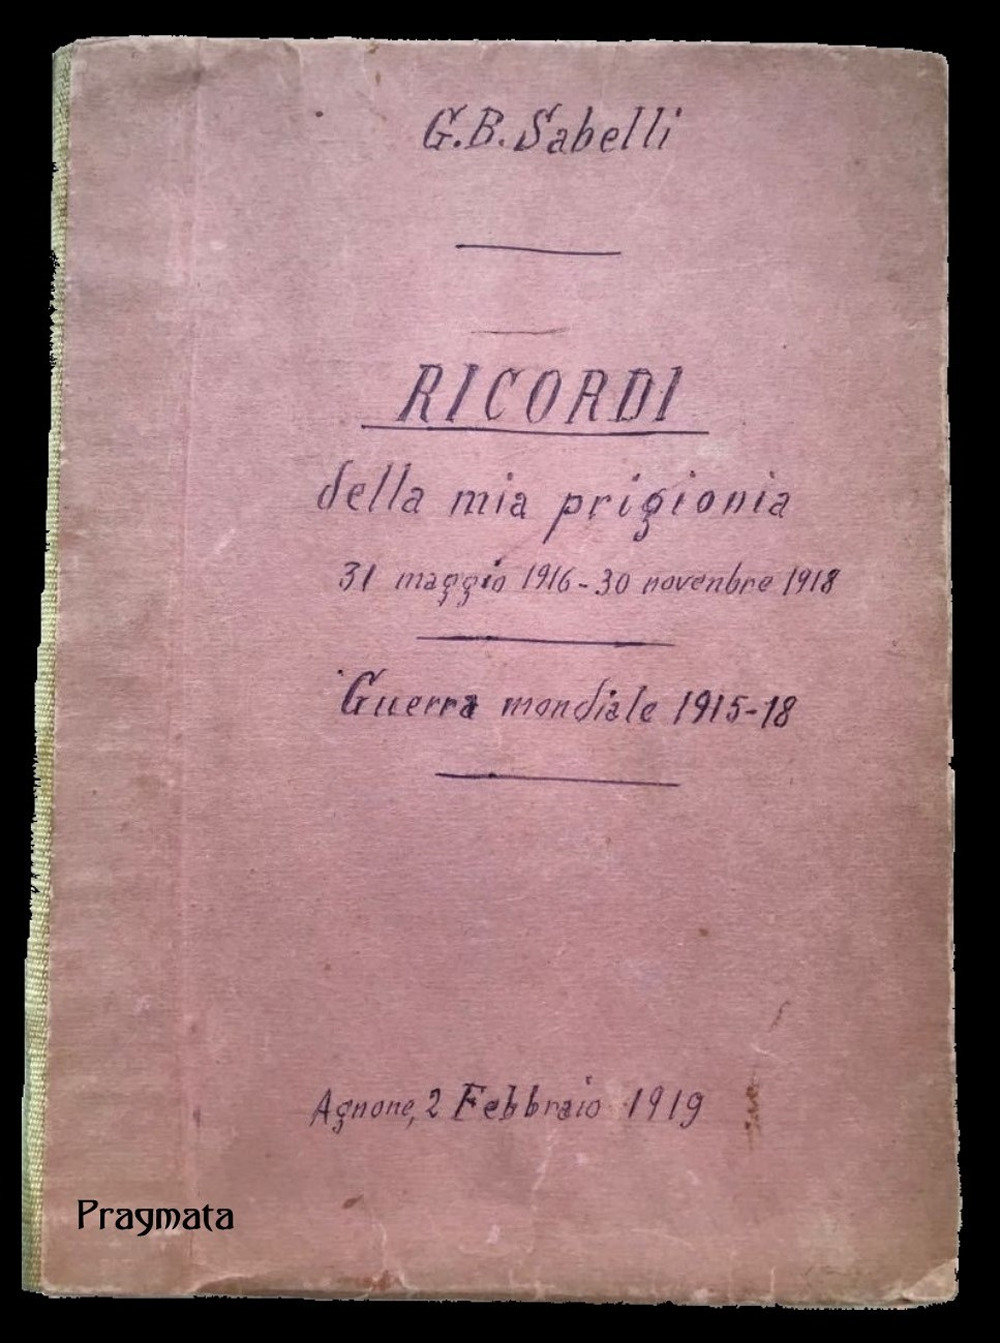 G.B. Sabelli
RICORDI
della mia prigionia
31 maggio 1916-30 novenbre 1918
Guerra mondiale 1915-18
Agnone, 2 Febbraio 1919
Pragmata